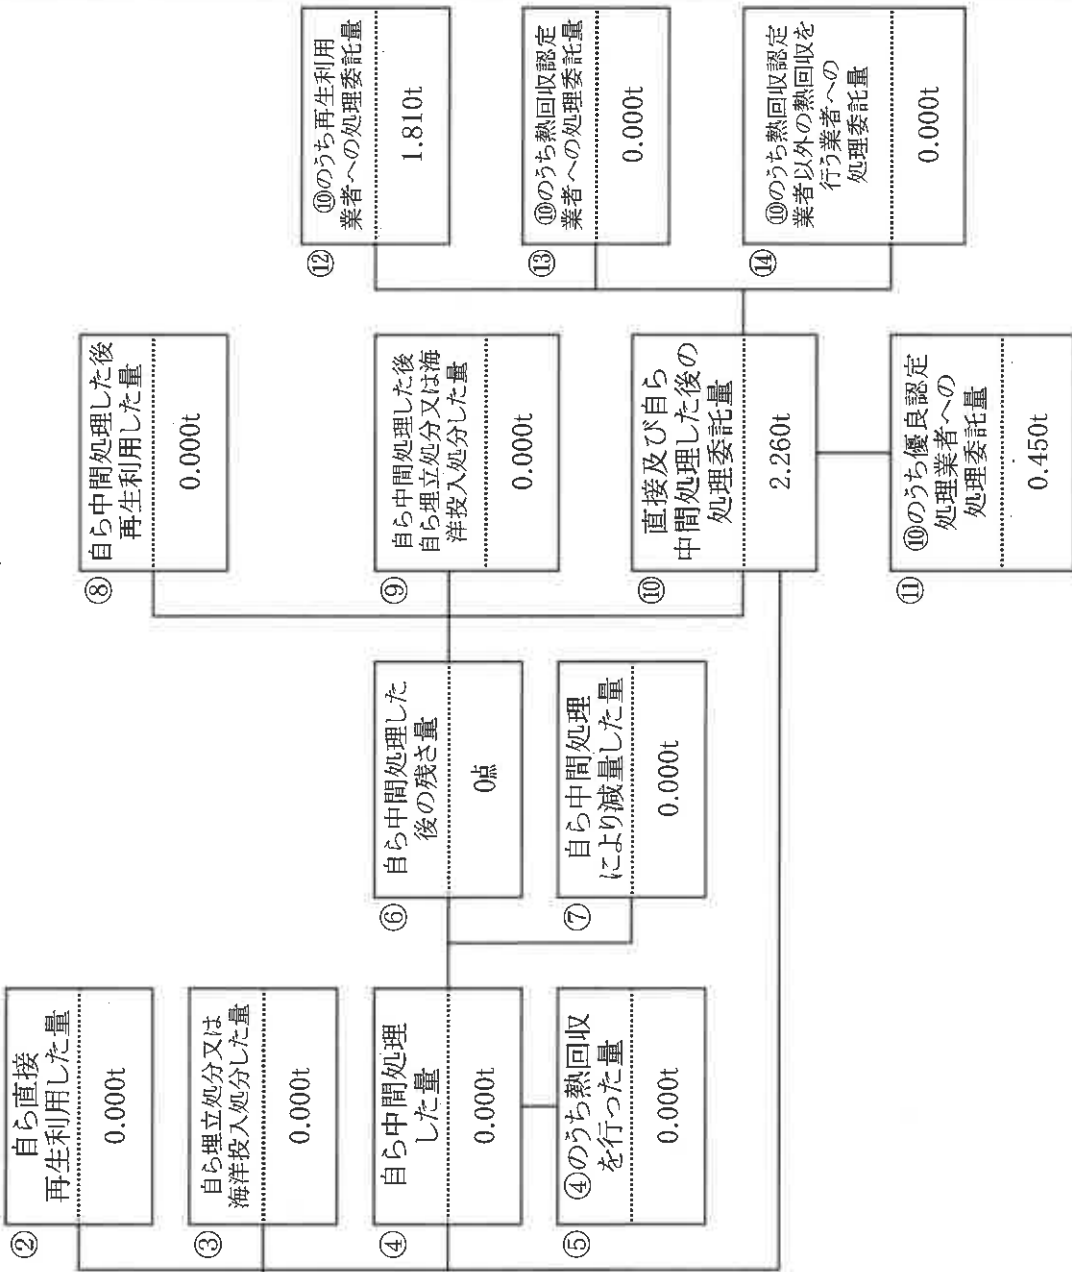 ②
自ら直接
再生利用した量
0.000t
③
自ら埋立処分又は
海洋投入処分した量
0.000t
④
自ら中間処理
した量
0.000t
⑤
④のうち熱回収
を行った量
0.000t
⑥
自ら中間処理した
後の残さ量
0点
⑦
自ら中間処理
により減量した量
0.000t
⑧
自ら中間処理した後
再生利用した量
0.000t
⑨
自ら中間処理した後
自ら埋立処分又は海
洋投入処分した量
0.000t
⑩
直接及び自ら
中間処理した後の
処理委託量
2.260t
⑪
⑩のうち優良認定
処理業者への
処理委託量
0.450t
⑫
⑩のうち再生利用
業者への処理委託量
1.810t
⑬
⑩のうち熱回収認定
業者への処理委託量
0.000t
⑭
⑩のうち熱回収認定
業者以外の熱回収を
行う業者への
処理委託量
0.000t